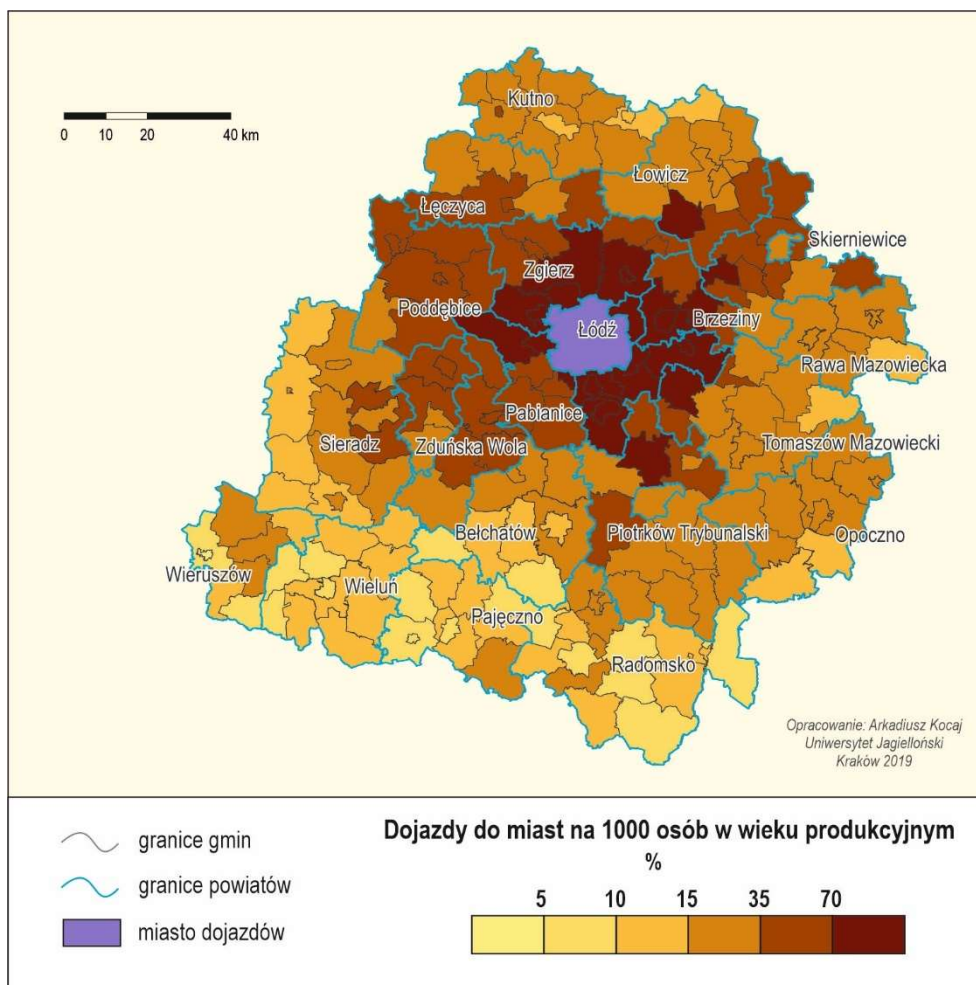 Kutno
0 10 20 40 km
Łowicz
Łęczyca
Skierniewice
Zgierz
Poddębice
Łódź
Brzeziny
Rawa Mazowiecka
Pabianice
Sieradz
Zduńska Wola
Tomaszów Mazowiecki
Bełchatów
Piotrków Trybunalski
Opoczno
Wieruszów
Wieluń
Pajęczno
Radomsko
Opracowanie: Arkadiusz Kocaj
Uniwersytet Jagielloński
Kraków 2019
granice gmin
granice powiatów
miasto dojazdów
Dojazdy do miast na 1000 osób w wieku produkcyjnym
%
5 10 15 35 70